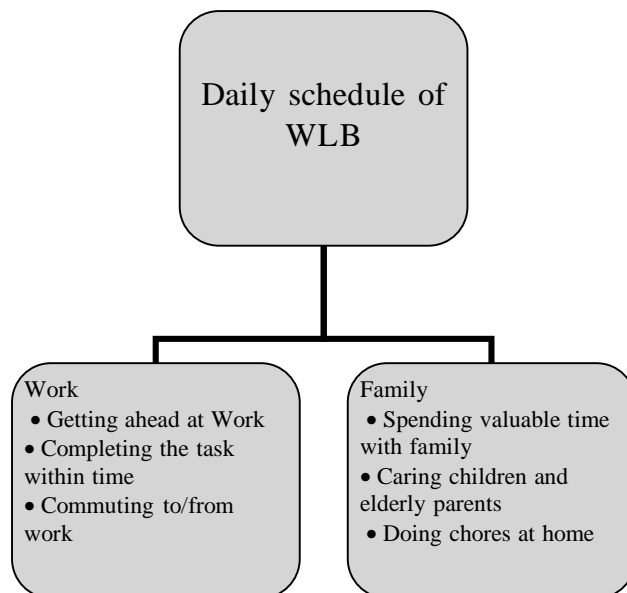 Daily schedule of
WLB
Work
• Getting ahead at Work
• Completing the task
within time
• Commuting to/from
work
Family
• Spending valuable time
with family
• Caring children and
elderly parents
• Doing chores at home